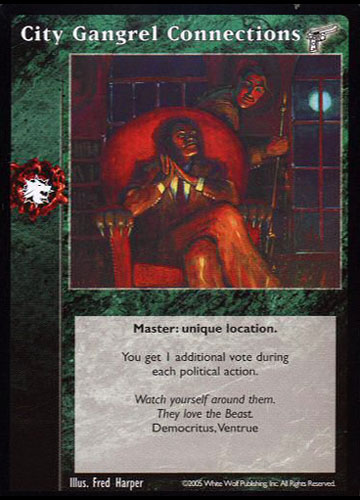 City Gangrel Connections
Master: unique location.
You get 1 additional vote during
each political action.
Watch yourself around them.
They love the Beast.
Democritus, Ventrue
Illus. Fred Harper
©2005 White Wolf Publishing, Inc. All Rights Reserved.